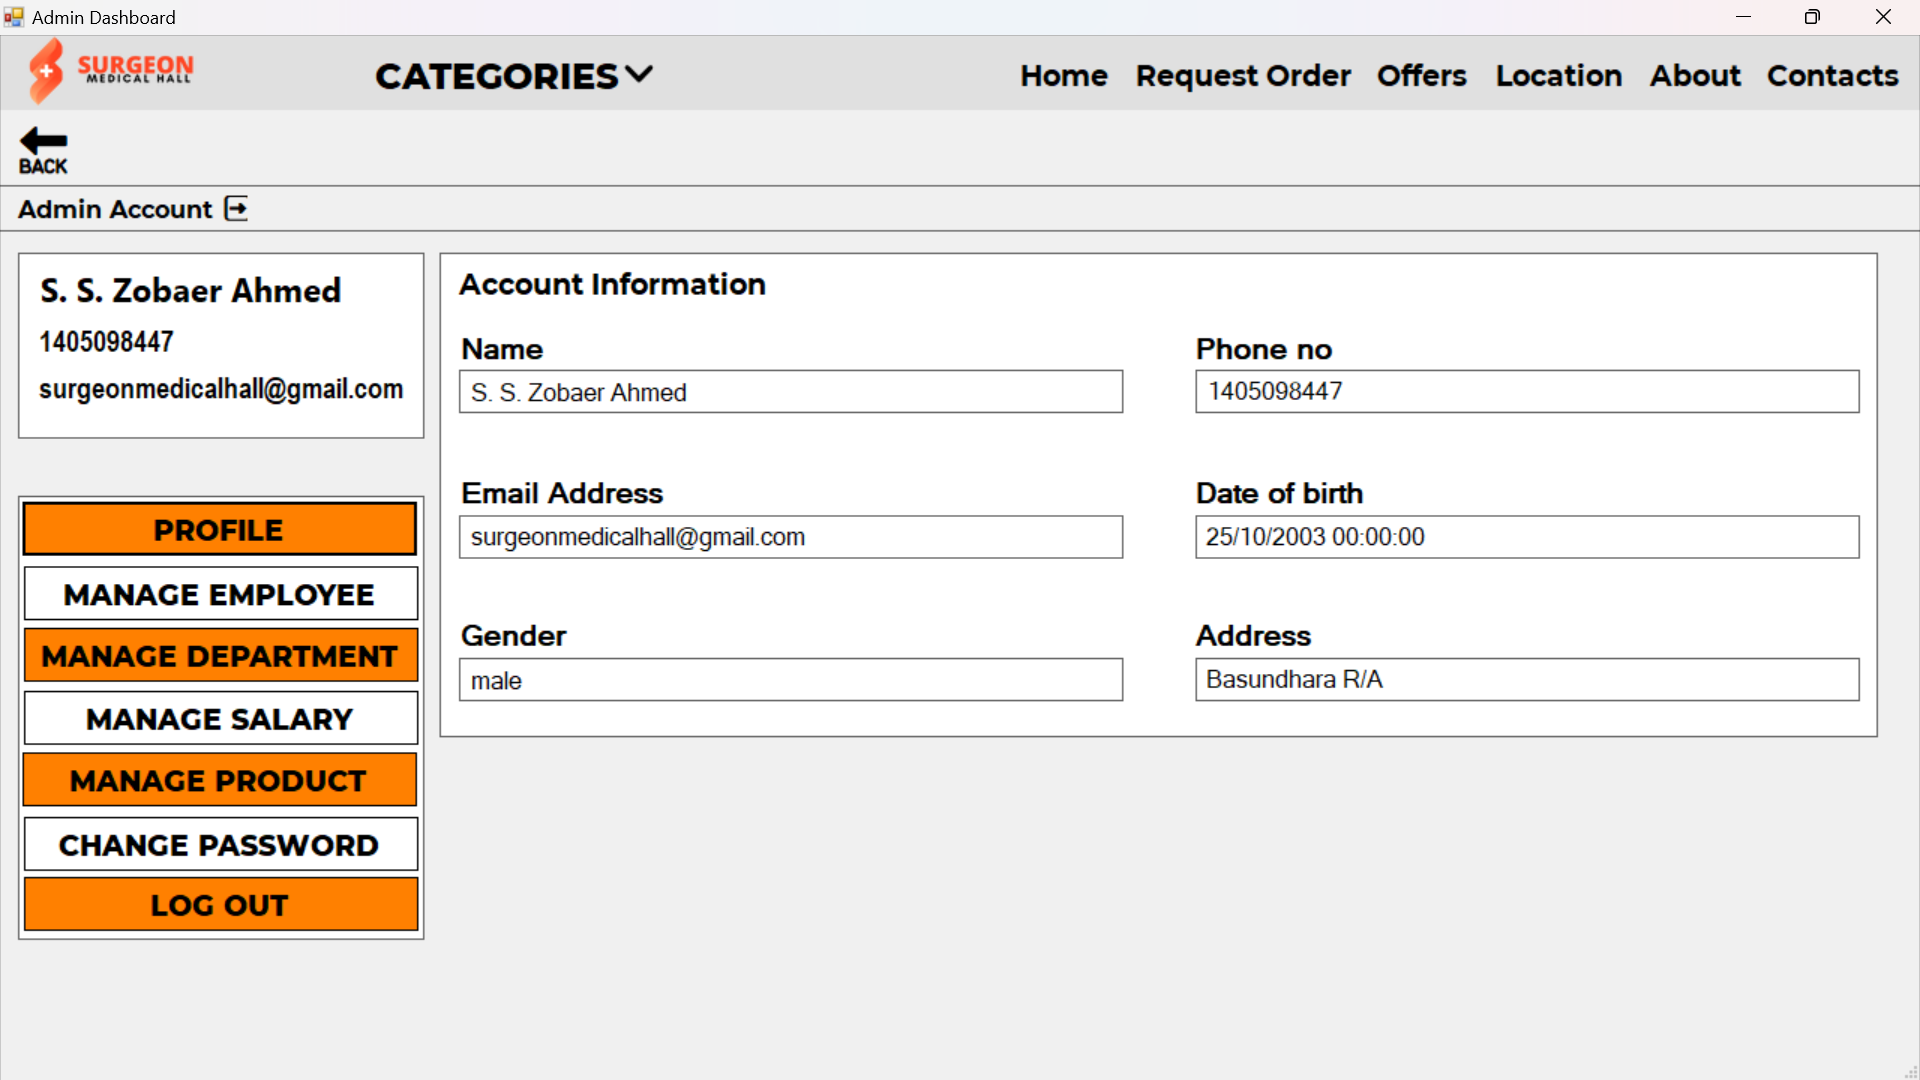 Admin Dashboard
SURGEON
MEDICAL HALL
CATEGORIES
Home Request Order Offers Location About Contacts
BACK
Admin Account
S. S. Zobaer Ahmed
1405098447
surgeonmedicalhall@gmail.com
PROFILE
MANAGE EMPLOYEE
MANAGE DEPARTMENT
MANAGE SALARY
MANAGE PRODUCT
CHANGE PASSWORD
LOG OUT
Account Information
Name
S. S. Zobaer Ahmed
Phone no
1405098447
Email Address
surgeonmedicalhall@gmail.com
Date of birth
25/10/2003 00:00:00
Gender
male
Address
Basundhara R/A